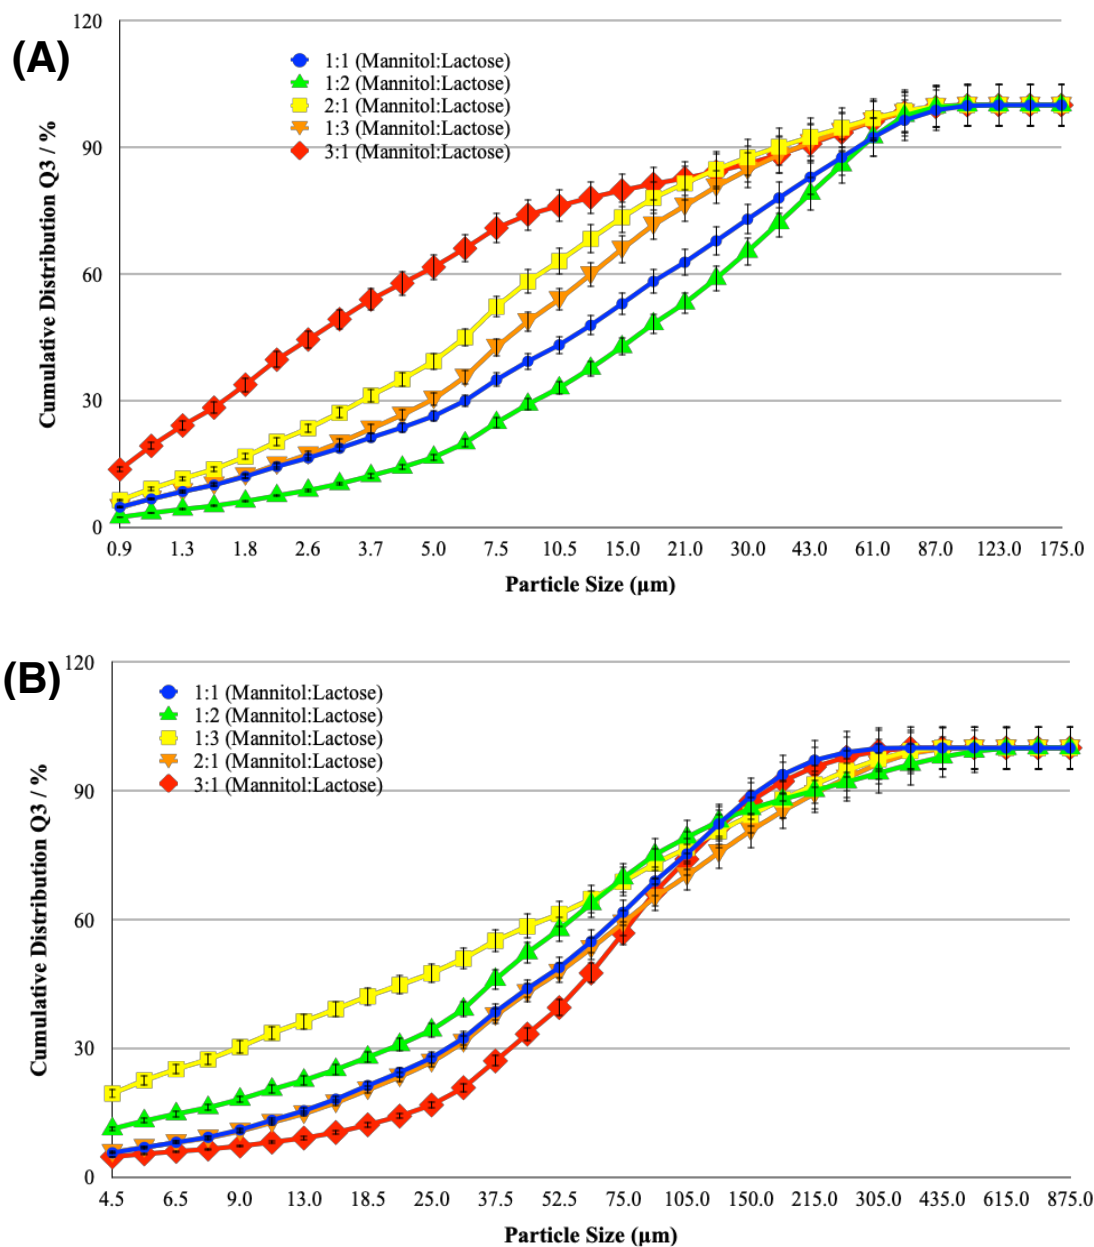 (A)
120
90
60
30
0
Cumulative Distribution Q3 / %
1:1 (Mannitol:Lactose)
1:2 (Mannitol:Lactose)
2:1 (Mannitol:Lactose)
1:3 (Mannitol:Lactose)
3:1 (Mannitol:Lactose)
0.9 1.3 1.8 2.6 3.7 5.0 7.5 10.5 15.0 21.0 30.0 43.0 61.0 87.0 123.0 175.0
Particle Size (µm)
(B)
120
90
60
30
0
Cumulative Distribution Q3 / %
1:1 (Mannitol:Lactose)
1:2 (Mannitol:Lactose)
1:3 (Mannitol:Lactose)
2:1 (Mannitol:Lactose)
3:1 (Mannitol:Lactose)
4.5 6.5 9.0 13.0 18.5 25.0 37.5 52.5 75.0 105.0 150.0 215.0 305.0 435.0 615.0 875.0
Particle Size (µm)